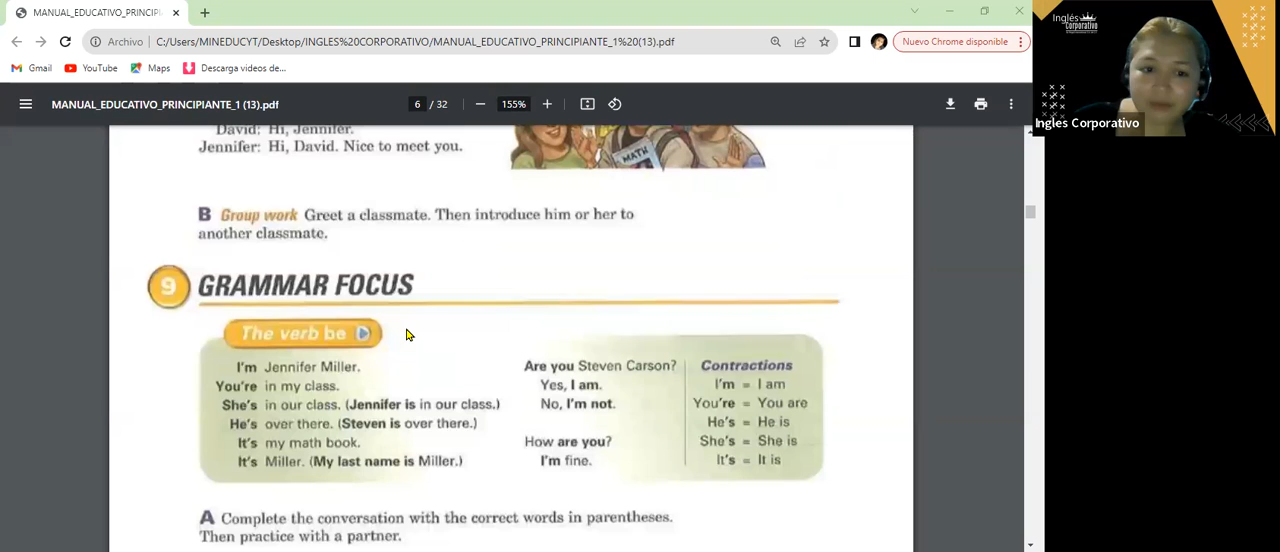 MANUAL_EDUCATIVO_PRINCIPI
Archivo
C:/Users/MINEDUCYT/Desktop/INGLES%20CORPORATIVO/MANUAL_EDUCATIVO_PRINCIPIANTE_1%20(13).pdf
Nuevo Chrome disponible
Gmail
YouTube
Maps
Descarga videos de...
MANUAL_EDUCATIVO_PRINCIPIANTE_1 (13).pdf
6 / 32
155%
Inglés
Corporativo
Inglés Corporativo
David: Hi, Jennifer.
Jennifer: Hi, David. Nice to meet you.
MATH
B Group work Greet a classmate. Then introduce him or her to
another classmate.
9 GRAMMAR FOCUS
The verb be
I'm Jennifer Miller.
You're in my class.
She's in our class. (Jennifer is in our class.)
He's over there. (Steven is over there.)
It's my math book.
It's Miller. (My last name is Miller.)
Are you Steven Carson?
Yes, I am.
No, I'm not.
How are you?
I'm fine.
Contractions
I'm = I am
You're = You are
He's = He is
She's = She is
It's = It is
A Complete the conversation with the correct words in parentheses.
Then practice with a partner.